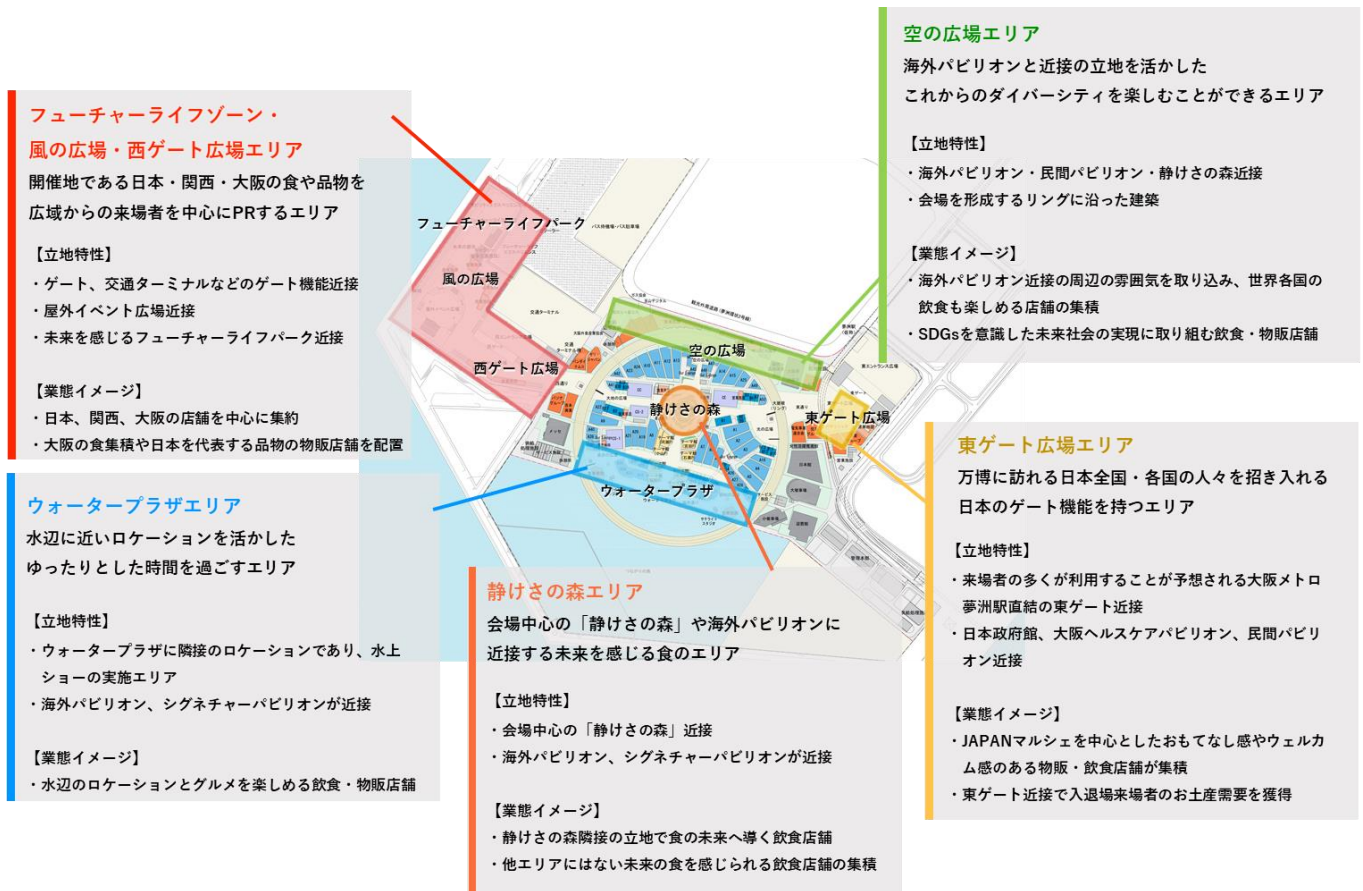 フューチャーライフゾーン・
風の広場・西ゲート広場エリア
開催地である日本・関西・大阪の食や品物を
広域からの来場者を中心にPRするエリア
【立地特性】
・ゲート、交通ターミナルなどのゲート機能近接
・屋外イベント広場近接
・未来を感じるフューチャーライフパーク近接
【業態イメージ】
・日本、関西、大阪の店舗を中心に集約
・大阪の食集積や日本を代表する品物の物販店舗を配置
ウォータープラザエリア
水辺に近いロケーションを活かした
ゆったりとした時間を過ごすエリア
【立地特性】
・ウォータープラザに隣接のロケーションであり、水上
ショーの実施エリア
・海外パビリオン、シグネチャーパビリオンが近接
【業態イメージ】
・水辺のロケーションとグルメを楽しめる飲食・物販店舗
フューチャーライフパーク
風の広場
西ゲート広場
空の広場
静けさの森
東ゲート広場
ウォータープラザ
バス待機場・バス駐車場
交通ターミナル
日本館
静けさの森エリア
会場中心の「静けさの森」や海外パビリオンに
近接する未来を感じる食のエリア
【立地特性】
・会場中心の「静けさの森」近接
・海外パビリオン、シグネチャーパビリオンが近接
【業態イメージ】
・静けさの森隣接の立地で食の未来へ導く飲食店舗
・他エリアにはない未来の食を感じられる飲食店舗の集積
空の広場エリア
海外パビリオンと近接の立地を活かした
これからのダイバーシティを楽しむことができるエリア
【立地特性】
・海外パビリオン・民間パビリオン・静けさの森近接
・会場を形成するリングに沿った建築
【業態イメージ】
・海外パビリオン近接の周辺の雰囲気を取り込み、世界各国の
飲食も楽しめる店舗の集積
・SDGsを意識した未来社会の実現に取り組む飲食・物販店舗
東ゲート広場エリア
万博に訪れる日本全国・各国の人々を招き入れる
日本のゲート機能を持つエリア
【立地特性】
・来場者の多くが利用することが予想される大阪メトロ
夢洲駅直結の東ゲート近接
・日本政府館、大阪ヘルスケアパビリオン、民間パビリ
オン近接
【業態イメージ】
・JAPANマルシェを中心としたおもてなし感やウェルカ
ム感のある物販・飲食店舗が集積
・東ゲート近接で入退場来場者のお土産需要を獲得